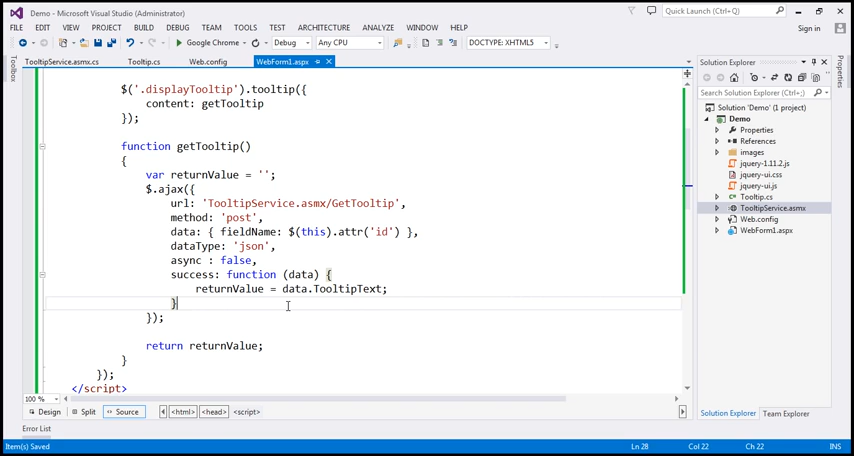 Demo - Microsoft Visual Studio (Administrator)
Quick Launch (Ctrl+Q)
FILE EDIT VIEW PROJECT BUILD DEBUG TEAM TOOLS TEST ARCHITECTURE ANALYZE WINDOW HELP
Sign in
Google Chrome Debug Any CPU DOCTYPE: XHTML5
Toolbox
TooltipService.asmx.cs Tooltip.cs Web.config WebForm1.aspx
$('.displayTooltip').tooltip({
content: getTooltip
});
function getTooltip()
{
var returnValue = '';
$.ajax({
url: 'TooltipService.asmx/GetTooltip',
method: 'post',
data: { fieldName: $(this).attr('id') },
dataType: 'json',
async : false,
success: function (data) {
returnValue = data.TooltipText;
}
});
return returnValue;
}
});
</script>
100 %
Design Split Source <html> <head> <script>
Error List
Item(s) Saved
Ln 28 Col 22 Ch 22 INS
Solution Explorer
Search Solution Explorer (Ctrl+;)
Solution 'Demo' (1 project)
Demo
Properties
References
images
jquery-1.11.2.js
jquery-ui.css
jquery-ui.js
Tooltip.cs
TooltipService.asmx
Web.config
WebForm1.aspx
Solution Explorer Team Explorer
Properties